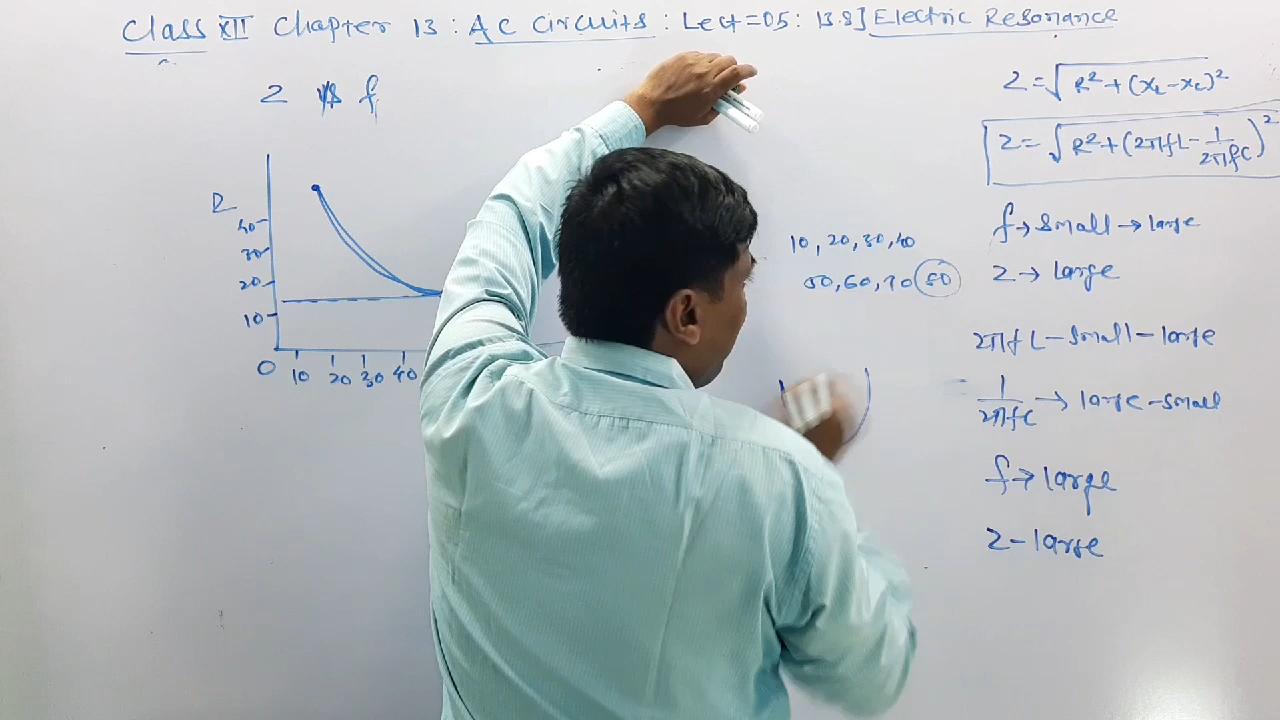 Class XII Chapter 13 : AC Circuits : Lect=05 : 13.8] Electric Resonance
Z Vs f
Z
40
30
20
10
0 10 20 30 40
10, 20, 30, 40
50, 60, 70 80
Z = √R² + (XL - XC)²
Z = √R² + (2πfL - 1/2πfC)²
f → small → large
Z → large
2πfL - small - large
1/2πfC → large - small
f → large
Z - large